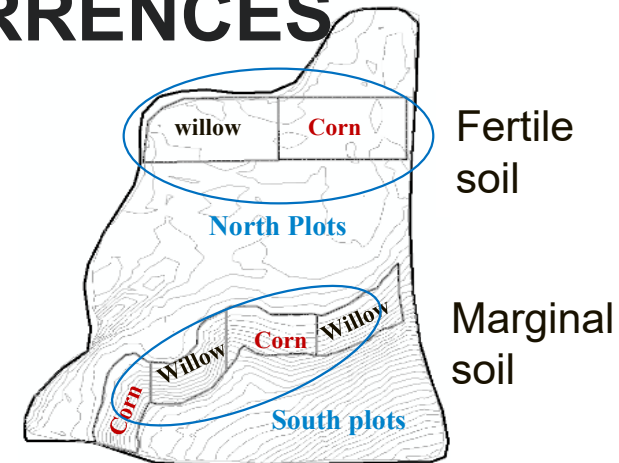 RRENCES
willow Corn
Fertile
soil
North Plots
Corn Willow Corn Willow
Marginal
soil
South plots